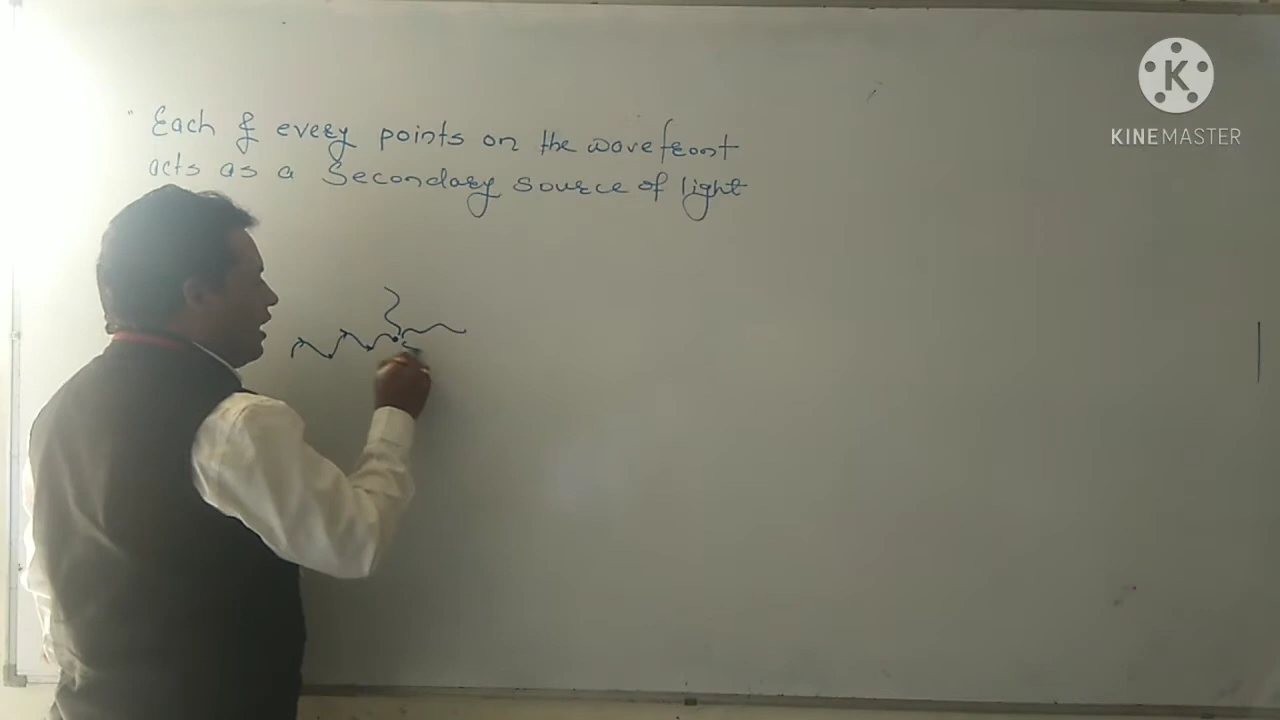 " Each & every points on the wavefront
acts as a Secondary source of light
K
KINEMASTER